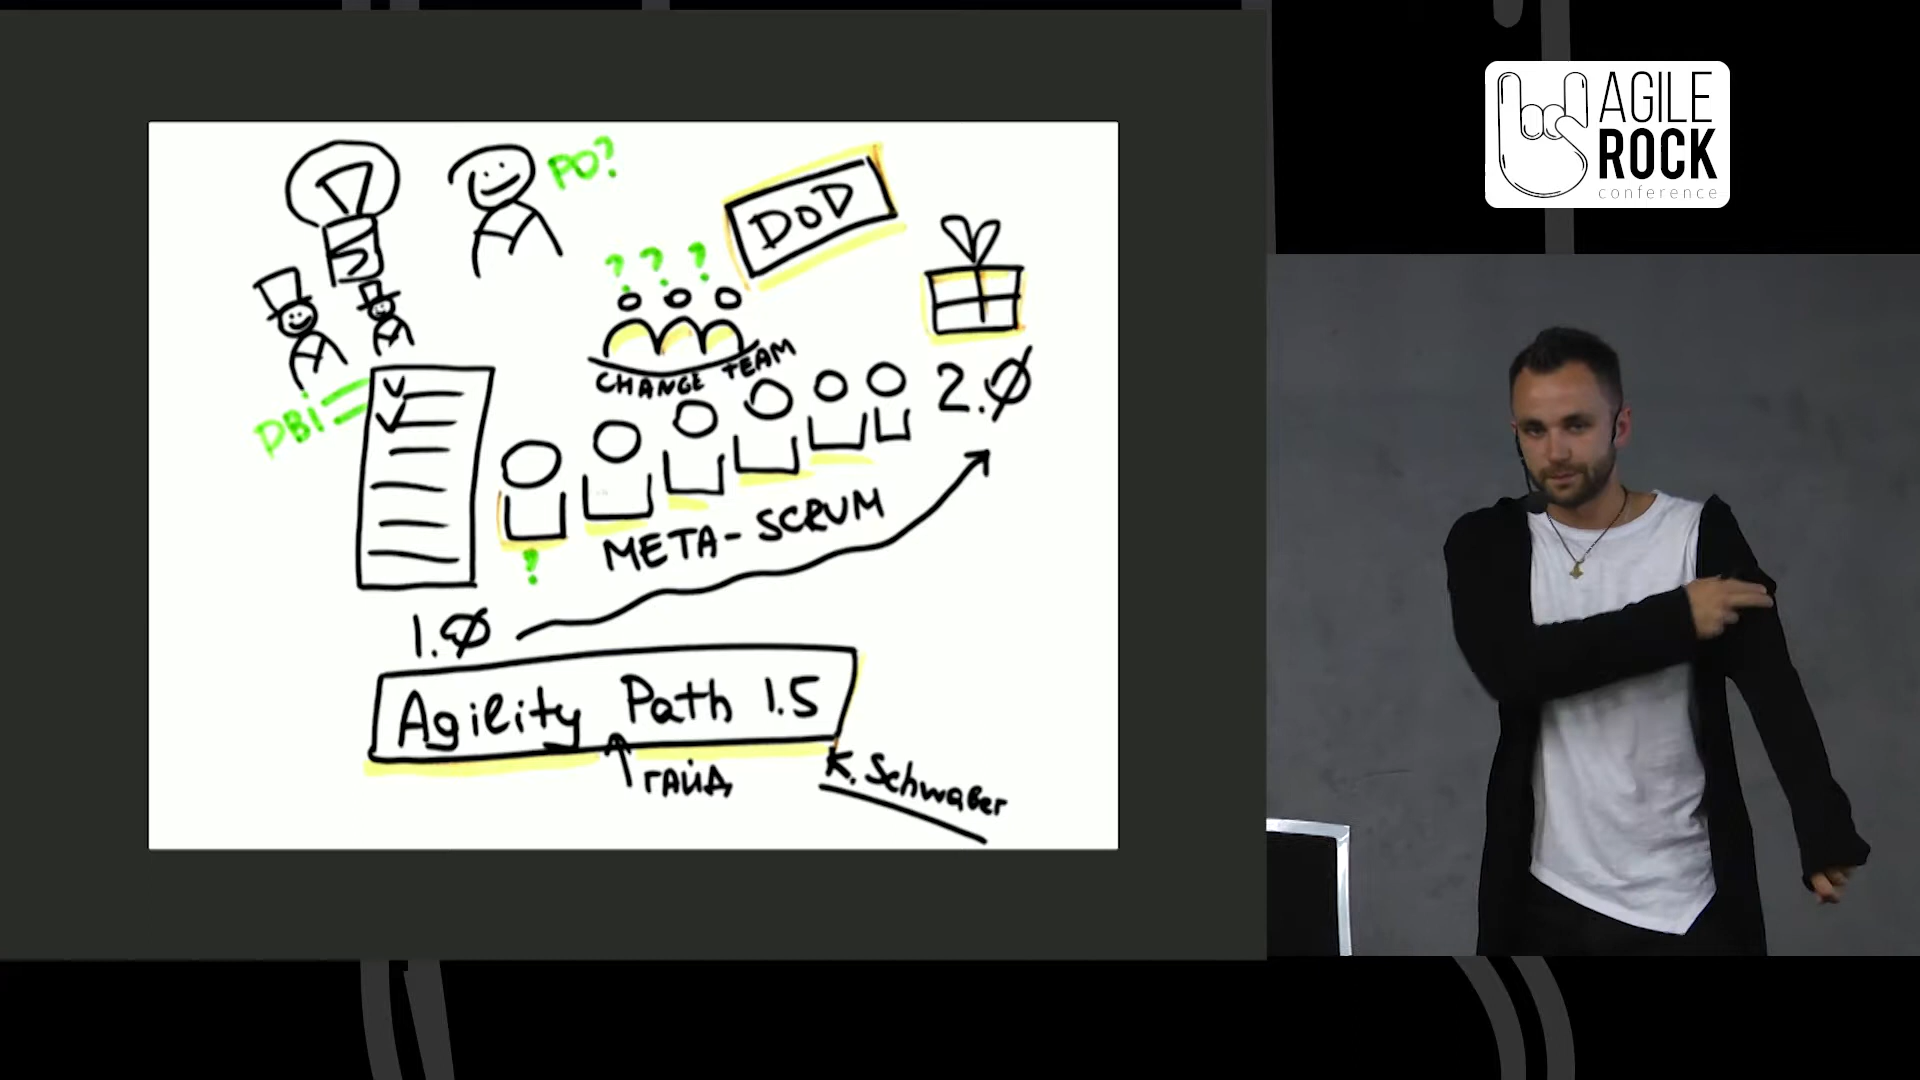 PO?
DOD
? ? ?
CHANGE TEAM
DBI
2.0
?
META-SCRUM
1.0
Agility Path 1.5
ГАЙД
K. Schwaber
AGILE
ROCK
conference